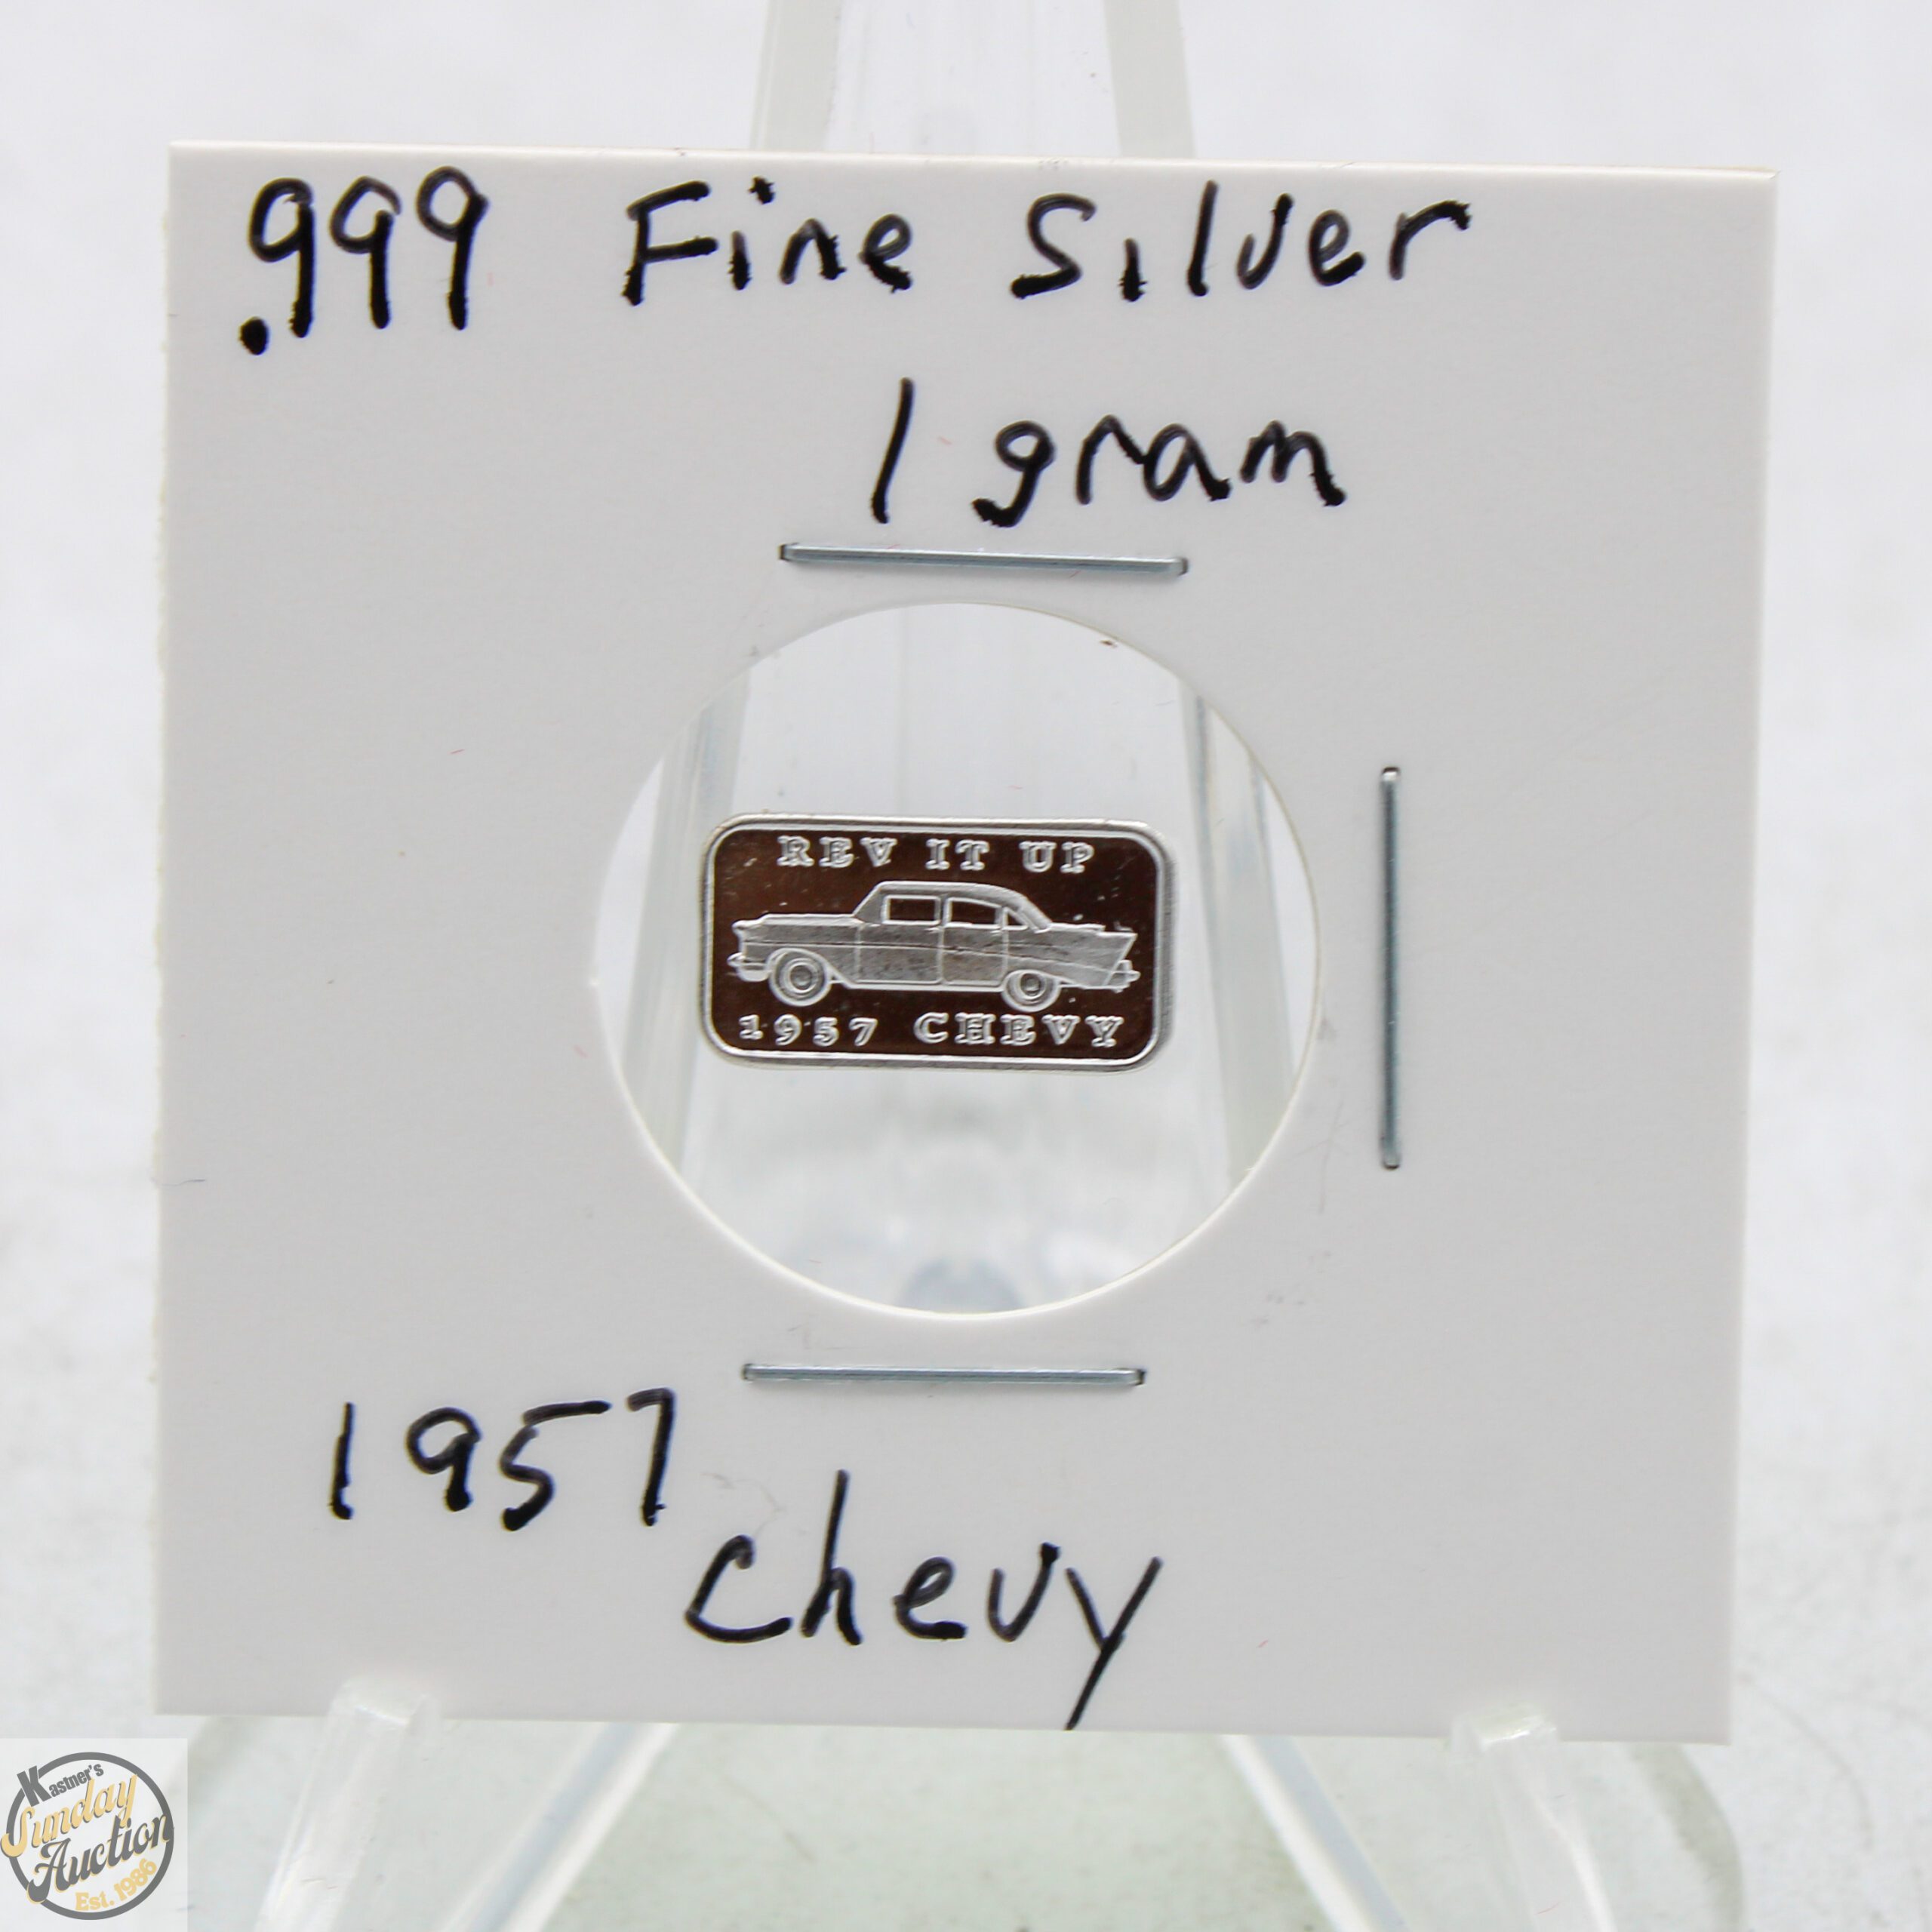 .999 Fine Silver
1 gram
REV IT UP
1957 CHEVY
1957
Chevy
Kastner's
Sunday
Auction
Est. 1986